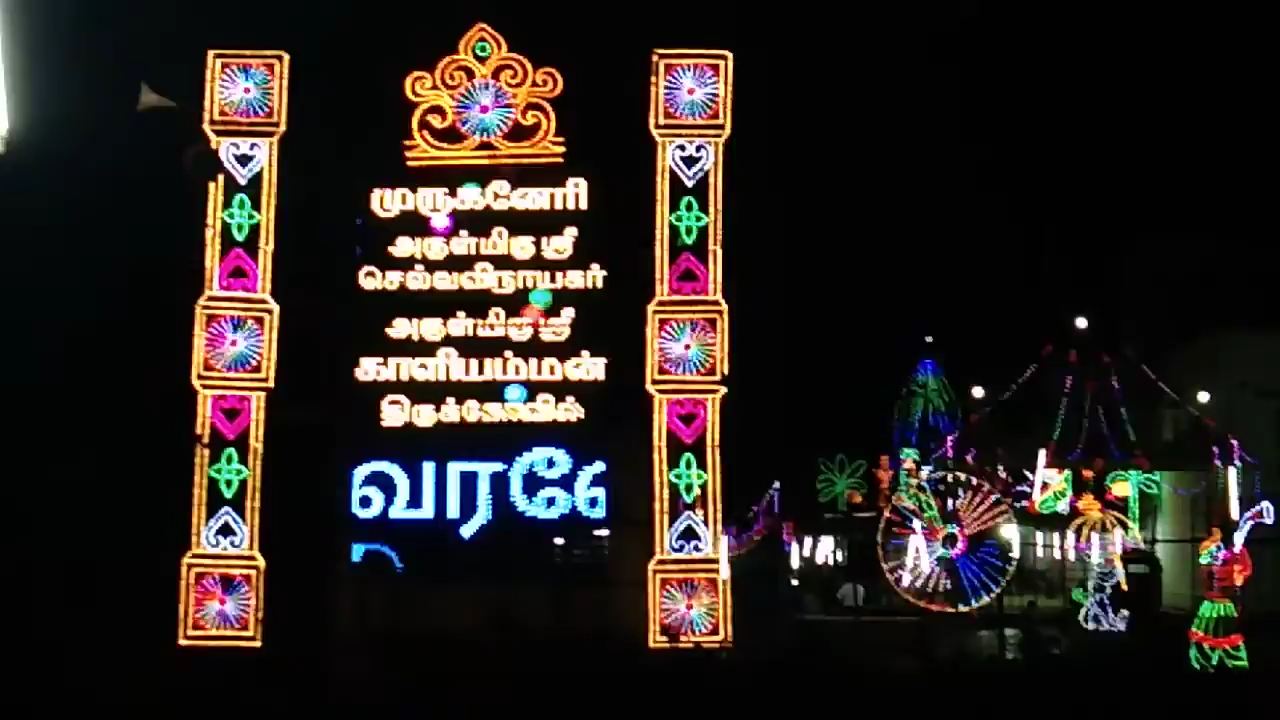 முருகனேரி
அருள்மிகு ஸ்ரீ
செல்வவிநாயகர்
அருள்மிகு ஸ்ரீ
காளியம்மன்
திருக்கோவில்
வரவே